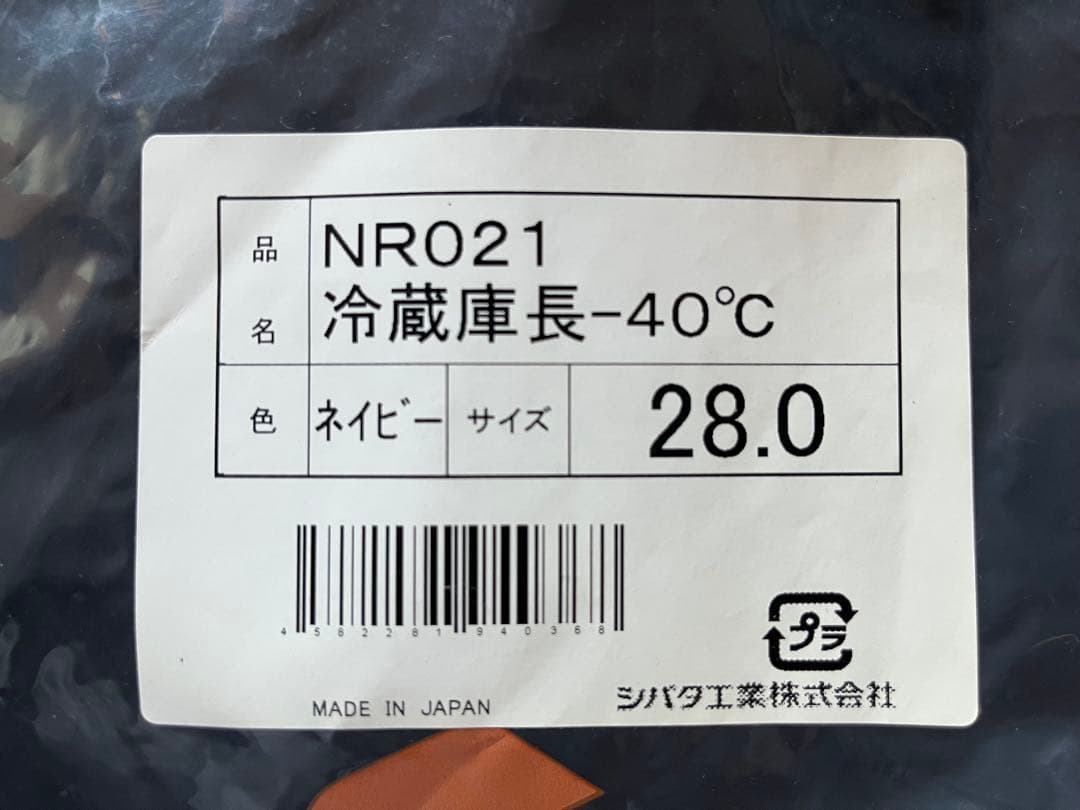 品名
NR021
冷蔵庫長-40℃
色 ネイビー サイズ 28.0
4582281940368
プラ
MADE IN JAPAN
シバタ工業株式会社